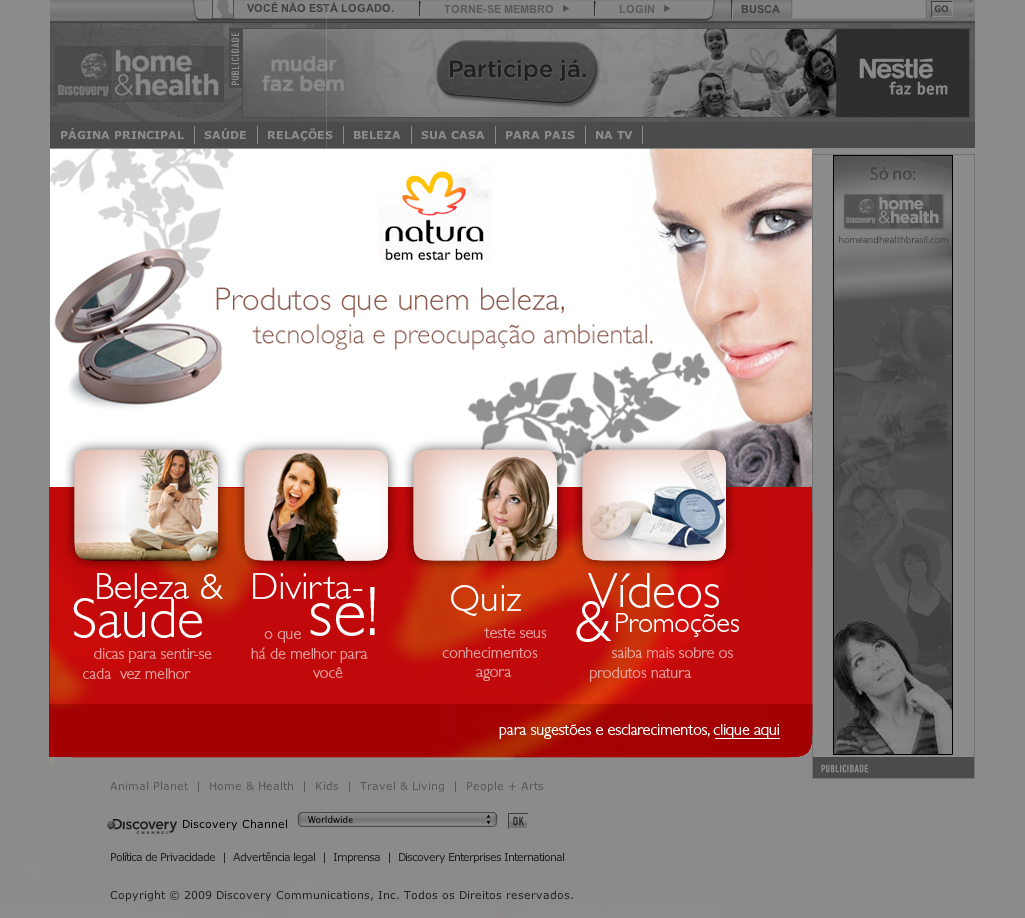 VOCÊ NÃO ESTÁ LOGADO.
TORNE-SE MEMBRO
LOGIN
BUSCA
GO
Discovery
home
&health
PUBLICIDADE
mudar
faz bem
Participe já.
Nestlé
faz bem
PÁGINA PRINCIPAL
SAÚDE
RELAÇÕES
BELEZA
SUA CASA
PARA PAIS
NA TV
natura
bem estar bem
Produtos que unem beleza,
tecnologia e preocupação ambiental.
Só no:
Discovery
home
&health
homeandhealthbrasil.com
Beleza &
Saúde
dicas para sentir-se
cada vez melhor
Divirta-
se!
o que
há de melhor para
você
Quiz
teste seus
conhecimentos
agora
Vídeos
& Promoções
saiba mais sobre os
produtos natura
para sugestões e esclarecimentos, clique aqui
PUBLICIDADE
Animal Planet | Home & Health | Kids | Travel & Living | People + Arts
Discovery
CHANNEL
Discovery Channel
Worldwide
OK
Política de Privacidade | Advertência legal | Imprensa | Discovery Enterprises International
Copyright © 2009 Discovery Communications, Inc. Todos os Direitos reservados.